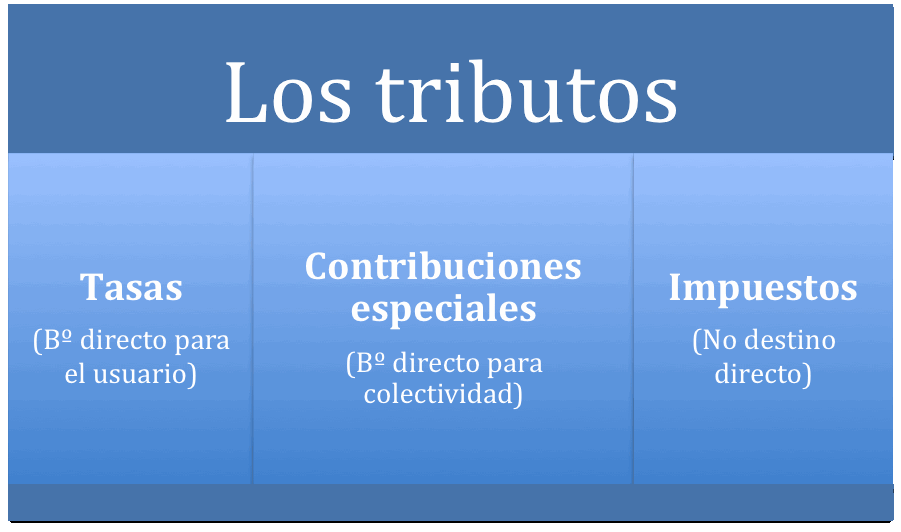 Los tributos
Tasas
(Bº directo para
el usuario)
Contribuciones
especiales
(Bº directo para
colectividad)
Impuestos
(No destino
directo)